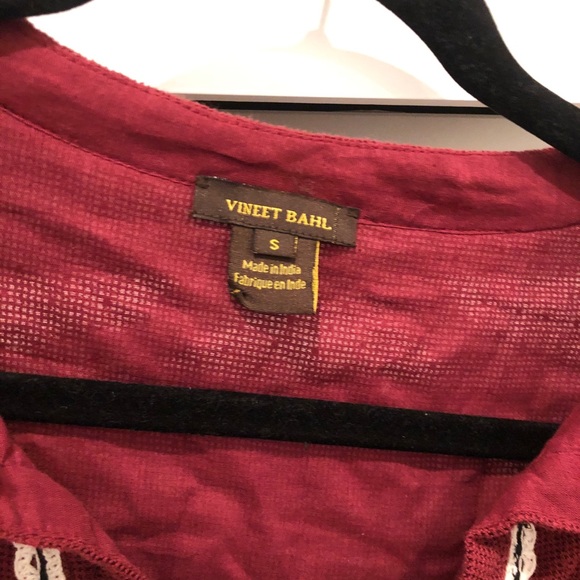 VINEET BAHL
S
Made in India
Fabriqué en Inde